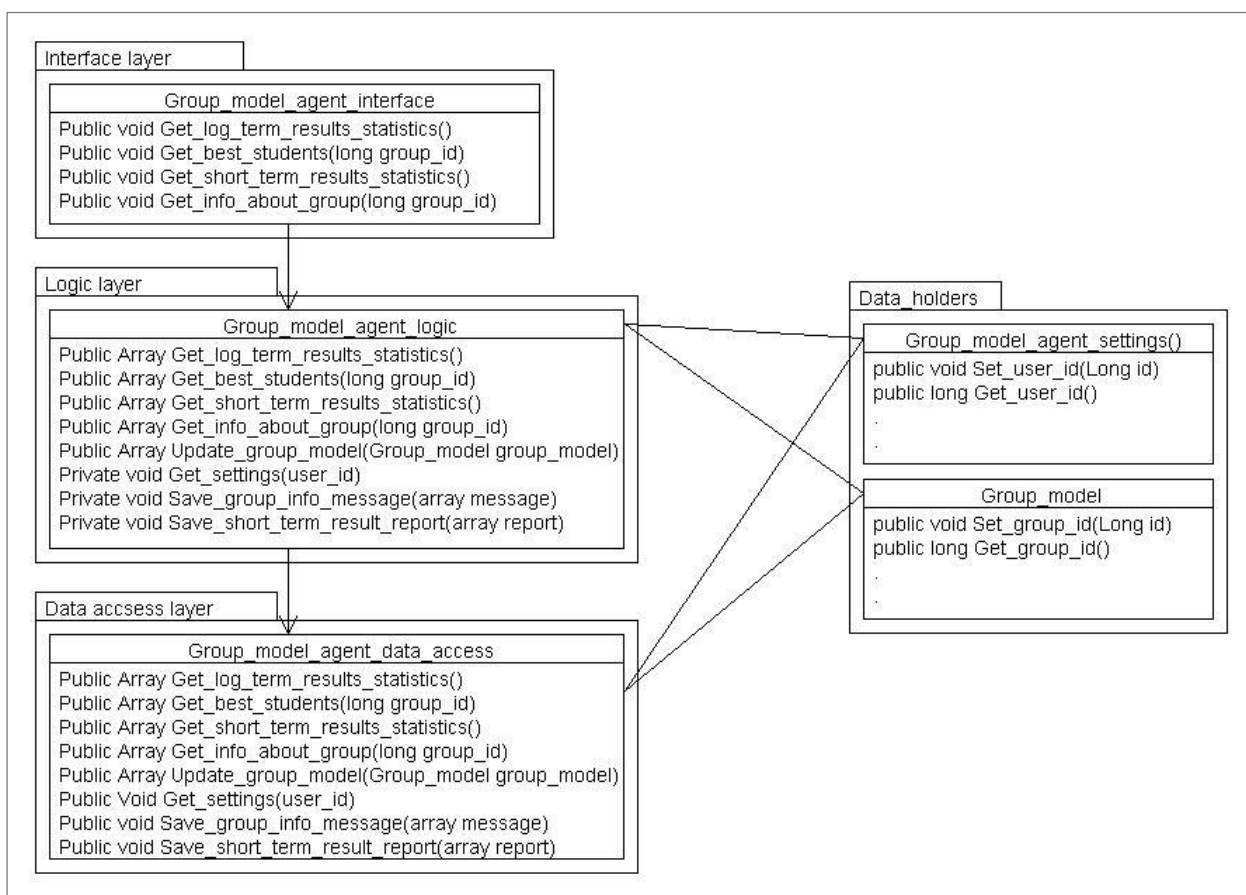 Interface layer
Group_model_agent_interface
Public void Get_log_term_results_statistics()
Public void Get_best_students(long group_id)
Public void Get_short_term_results_statistics()
Public void Get_info_about_group(long group_id)
Logic layer
Group_model_agent_logic
Public Array Get_log_term_results_statistics()
Public Array Get_best_students(long group_id)
Public Array Get_short_term_results_statistics()
Public Array Get_info_about_group(long group_id)
Public Array Update_group_model(Group_model group_model)
Private void Get_settings(user_id)
Private void Save_group_info_message(array message)
Private void Save_short_term_result_report(array report)
Data accsess layer
Group_model_agent_data_access
Public Array Get_log_term_results_statistics()
Public Array Get_best_students(long group_id)
Public Array Get_short_term_results_statistics()
Public Array Get_info_about_group(long group_id)
Public Array Update_group_model(Group_model group_model)
Public Void Get_settings(user_id)
Public void Save_group_info_message(array message)
Public void Save_short_term_result_report(array report)
Data_holders
Group_model_agent_settings()
public void Set_user_id(Long id)
public long Get_user_id()
.
.
Group_model
public void Set_group_id(Long id)
public long Get_group_id()
.
.